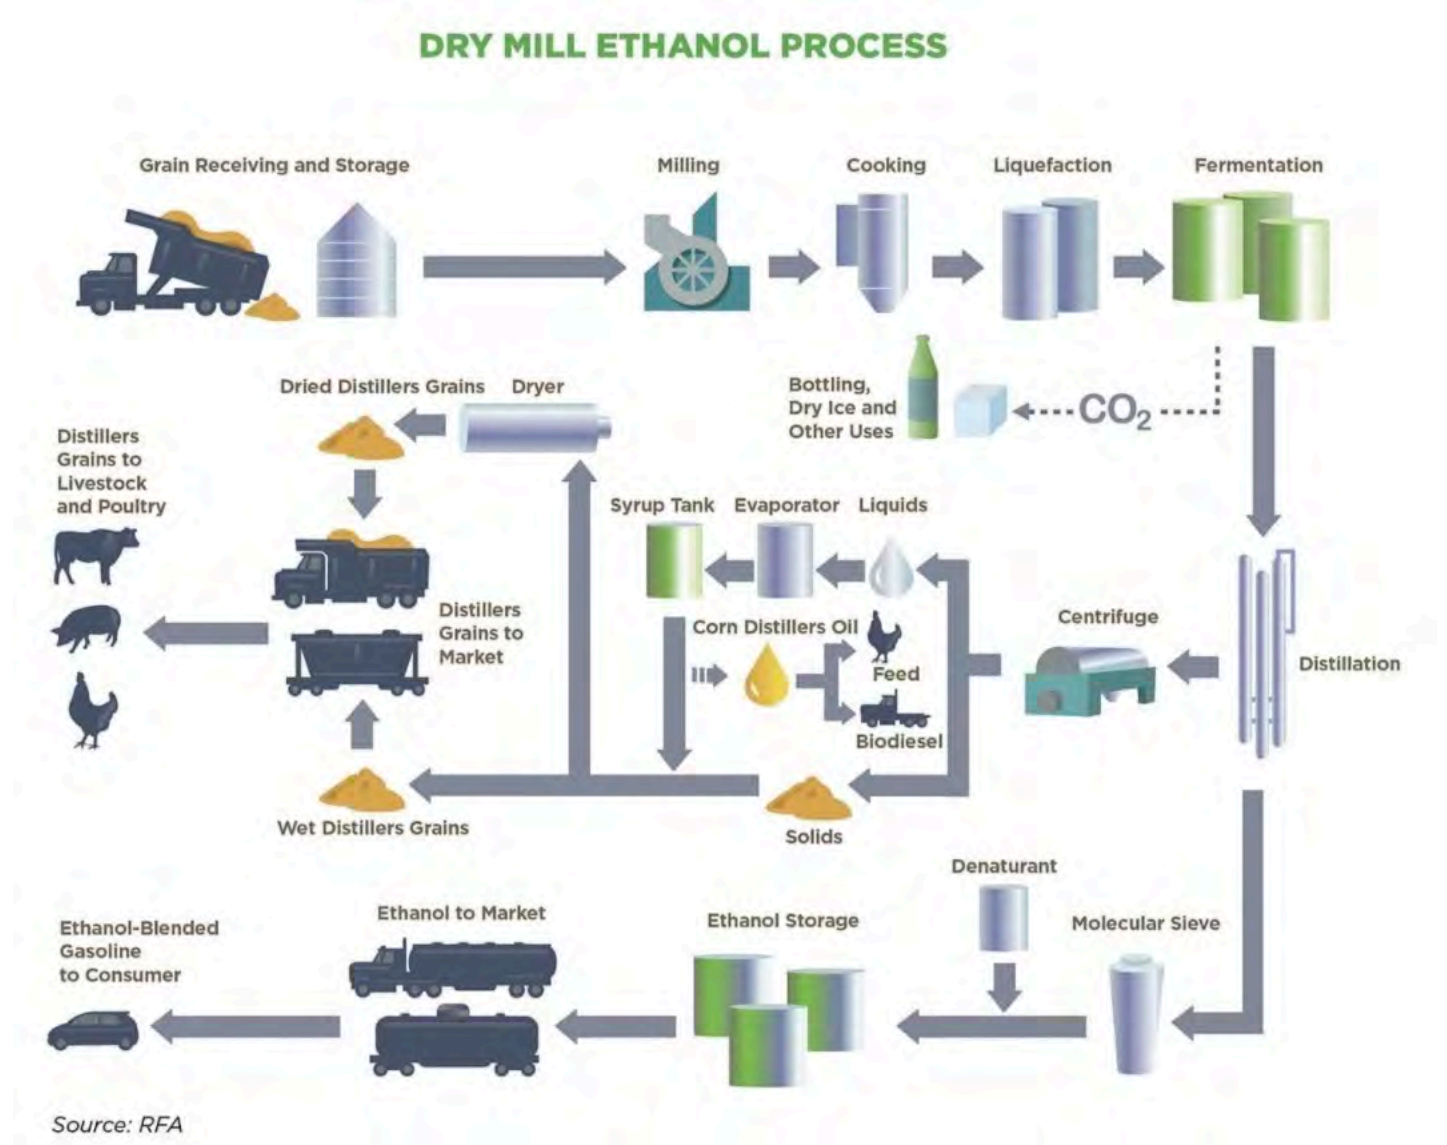 DRY MILL ETHANOL PROCESS
Grain Receiving and Storage
Milling
Cooking
Liquefaction
Fermentation
Dried Distillers Grains
Dryer
Bottling,
Dry Ice and
Other Uses
CO₂
Distillers
Grains to
Livestock
and Poultry
Syrup Tank
Evaporator
Liquids
Distillers
Grains to
Market
Corn Distillers Oil
Feed
Biodiesel
Centrifuge
Distillation
Wet Distillers Grains
Solids
Denaturant
Molecular Sieve
Ethanol Storage
Ethanol to Market
Ethanol-Blended
Gasoline
to Consumer
Source: RFA